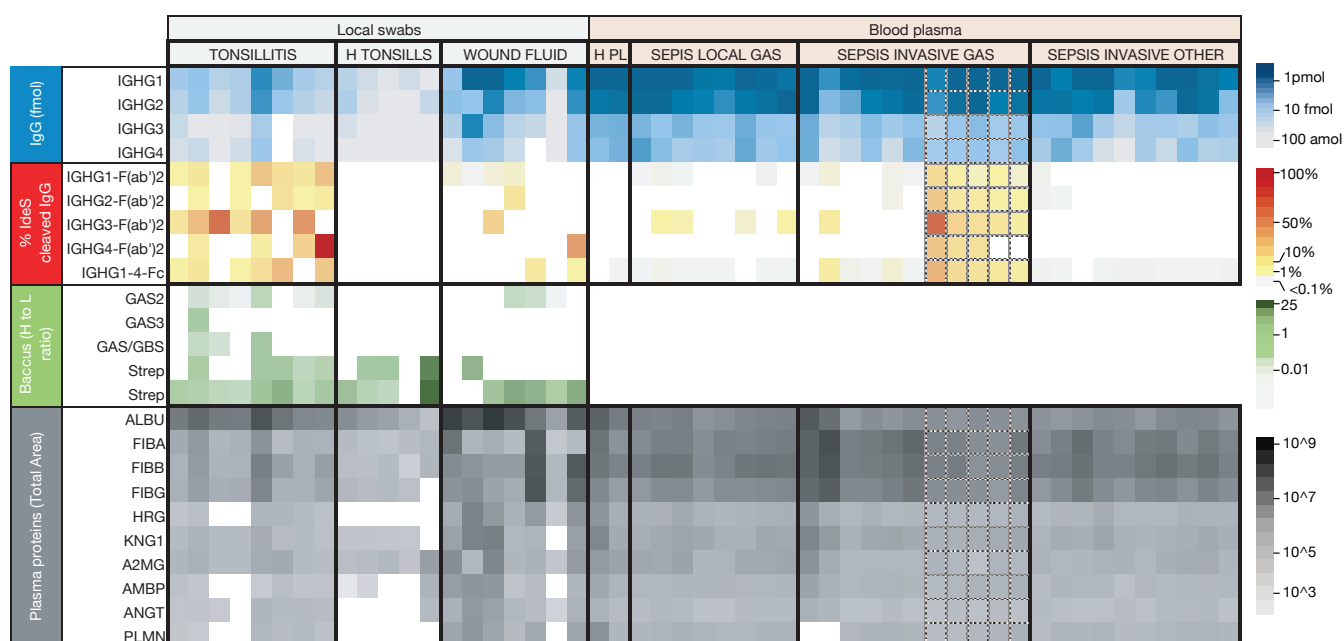 Local swabs
Blood plasma
TONSILLITIS
H TONSILLS
WOUND FLUID
H PL
SEPIS LOCAL GAS
SEPSIS INVASIVE GAS
SEPSIS INVASIVE OTHER
IgG (fmol)
IGHG1
IGHG2
IGHG3
IGHG4
1pmol
10 fmol
100 amol
% IdeS
cleaved IgG
IGHG1-F(ab')2
IGHG2-F(ab')2
IGHG3-F(ab')2
IGHG4-F(ab')2
IGHG1-4-Fc
100%
50%
10%
1%
<0.1%
Baccus (H to L
ratio)
GAS2
GAS3
GAS/GBS
Strep
Strep
25
1
0.01
Plasma proteins (Total Area)
ALBU
FIBA
FIBB
FIBG
HRG
KNG1
A2MG
AMBP
ANGT
PLMN
10^9
10^7
10^5
10^3